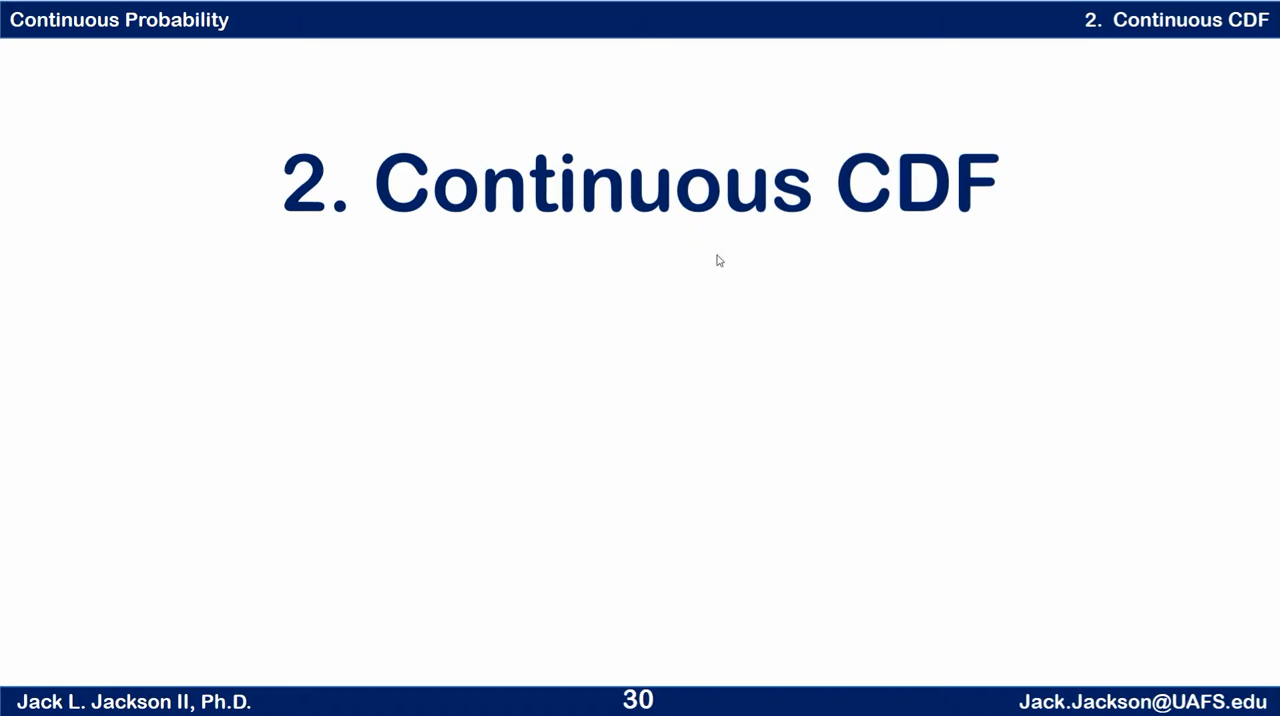 Continuous Probability
2. Continuous CDF
2. Continuous CDF
Jack L. Jackson II, Ph.D.
30
Jack.Jackson@UAFS.edu